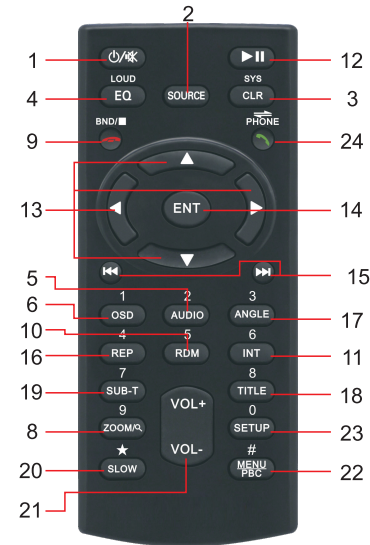 2
1
⏻/🔇
▶⏸
12
LOUD
SYS
4
EQ
SOURCE
CLR
3
BND/■
PHONE
9
24
▲
13
◀
ENT
▶
14
▼
⏮
⏭
15
5
1
2
3
6
OSD
AUDIO
ANGLE
17
10
4
5
6
16
REP
RDM
INT
11
7
8
19
SUB-T
VOL+
TITLE
18
9
0
8
ZOOM/🔍
SETUP
23
★
VOL-
#
20
SLOW
MENU
PBC
22
21